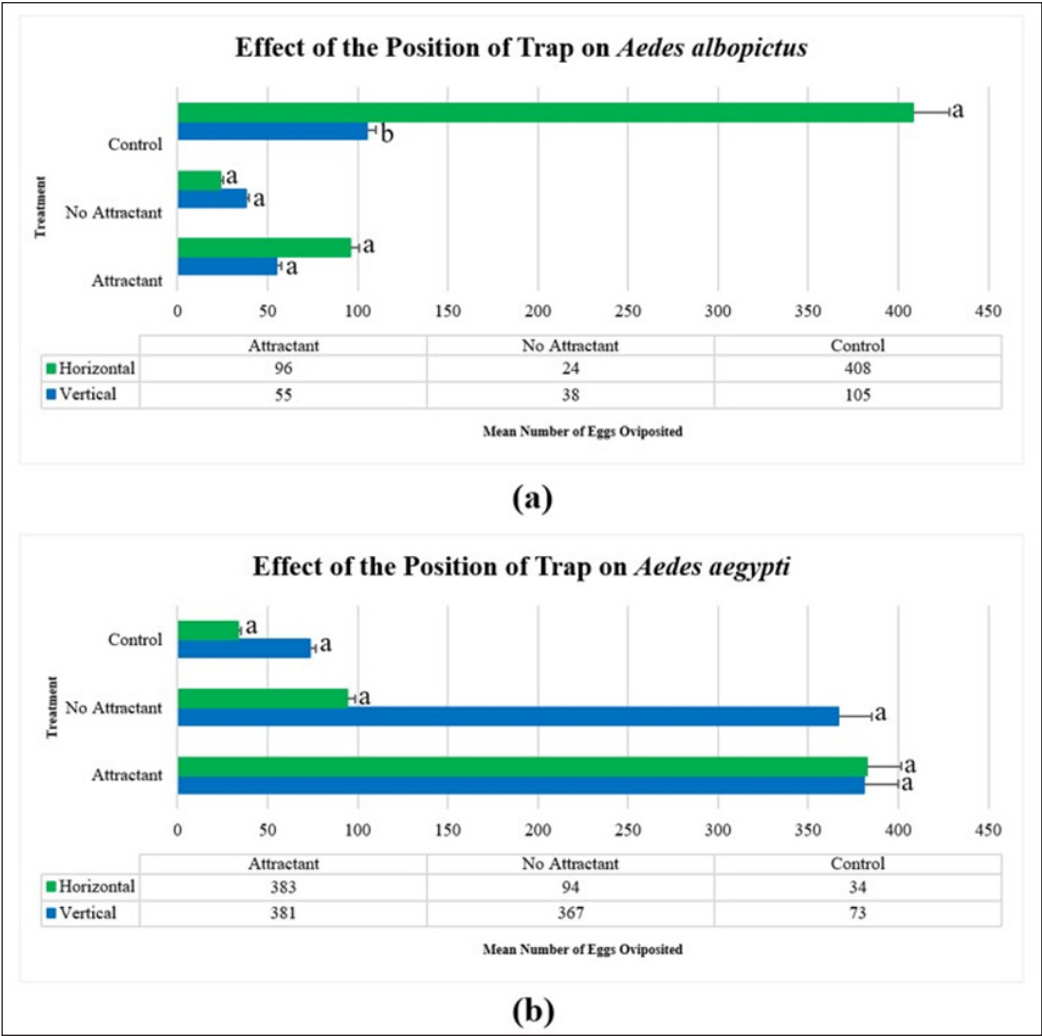 Effect of the Position of Trap on Aedes albopictus
Treatment
Control
a
b
No Attractant
a
a
Attractant
a
a
0 50 100 150 200 250 300 350 400 450
Attractant No Attractant Control
Horizontal 96 24 408
Vertical 55 38 105
Mean Number of Eggs Oviposited
(a)
Effect of the Position of Trap on Aedes aegypti
Treatment
Control
a
a
No Attractant
a
a
Attractant
a
a
0 50 100 150 200 250 300 350 400 450
Attractant No Attractant Control
Horizontal 383 94 34
Vertical 381 367 73
Mean Number of Eggs Oviposited
(b)